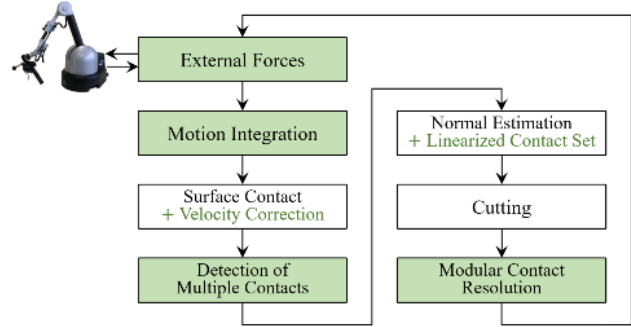 External Forces
Motion Integration
Surface Contact
+ Velocity Correction
Detection of
Multiple Contacts
Normal Estimation
+ Linearized Contact Set
Cutting
Modular Contact
Resolution